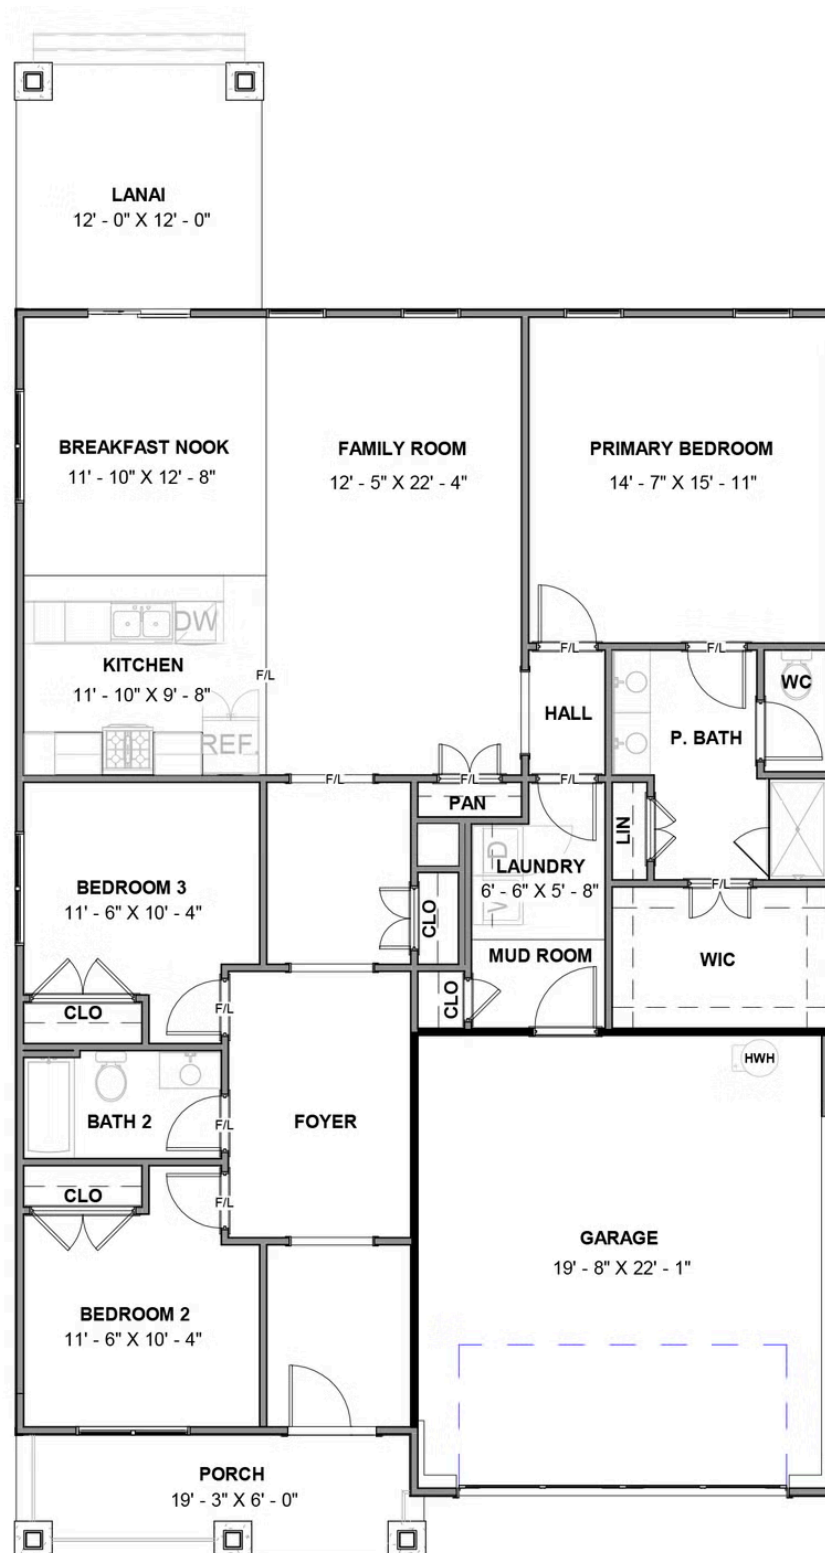 LANAI
12' - 0" X 12' - 0"
BREAKFAST NOOK
11' - 10" X 12' - 8"
FAMILY ROOM
12' - 5" X 22' - 4"
PRIMARY BEDROOM
14' - 7" X 15' - 11"
DW
KITCHEN
11' - 10" X 9' - 8"
F/L
REF.
F/L
F/L
HALL
P. BATH
WC
F/L
F/L
F/L
PAN
LIN
D
LAUNDRY
6' - 6" X 5' - 8"
BEDROOM 3
11' - 6" X 10' - 4"
CLO
F/L
MUD ROOM
WIC
CLO
CLO
F/L
HWH
BATH 2
F/L
FOYER
CLO
F/L
GARAGE
19' - 8" X 22' - 1"
BEDROOM 2
11' - 6" X 10' - 4"
PORCH
19' - 3" X 6' - 0"